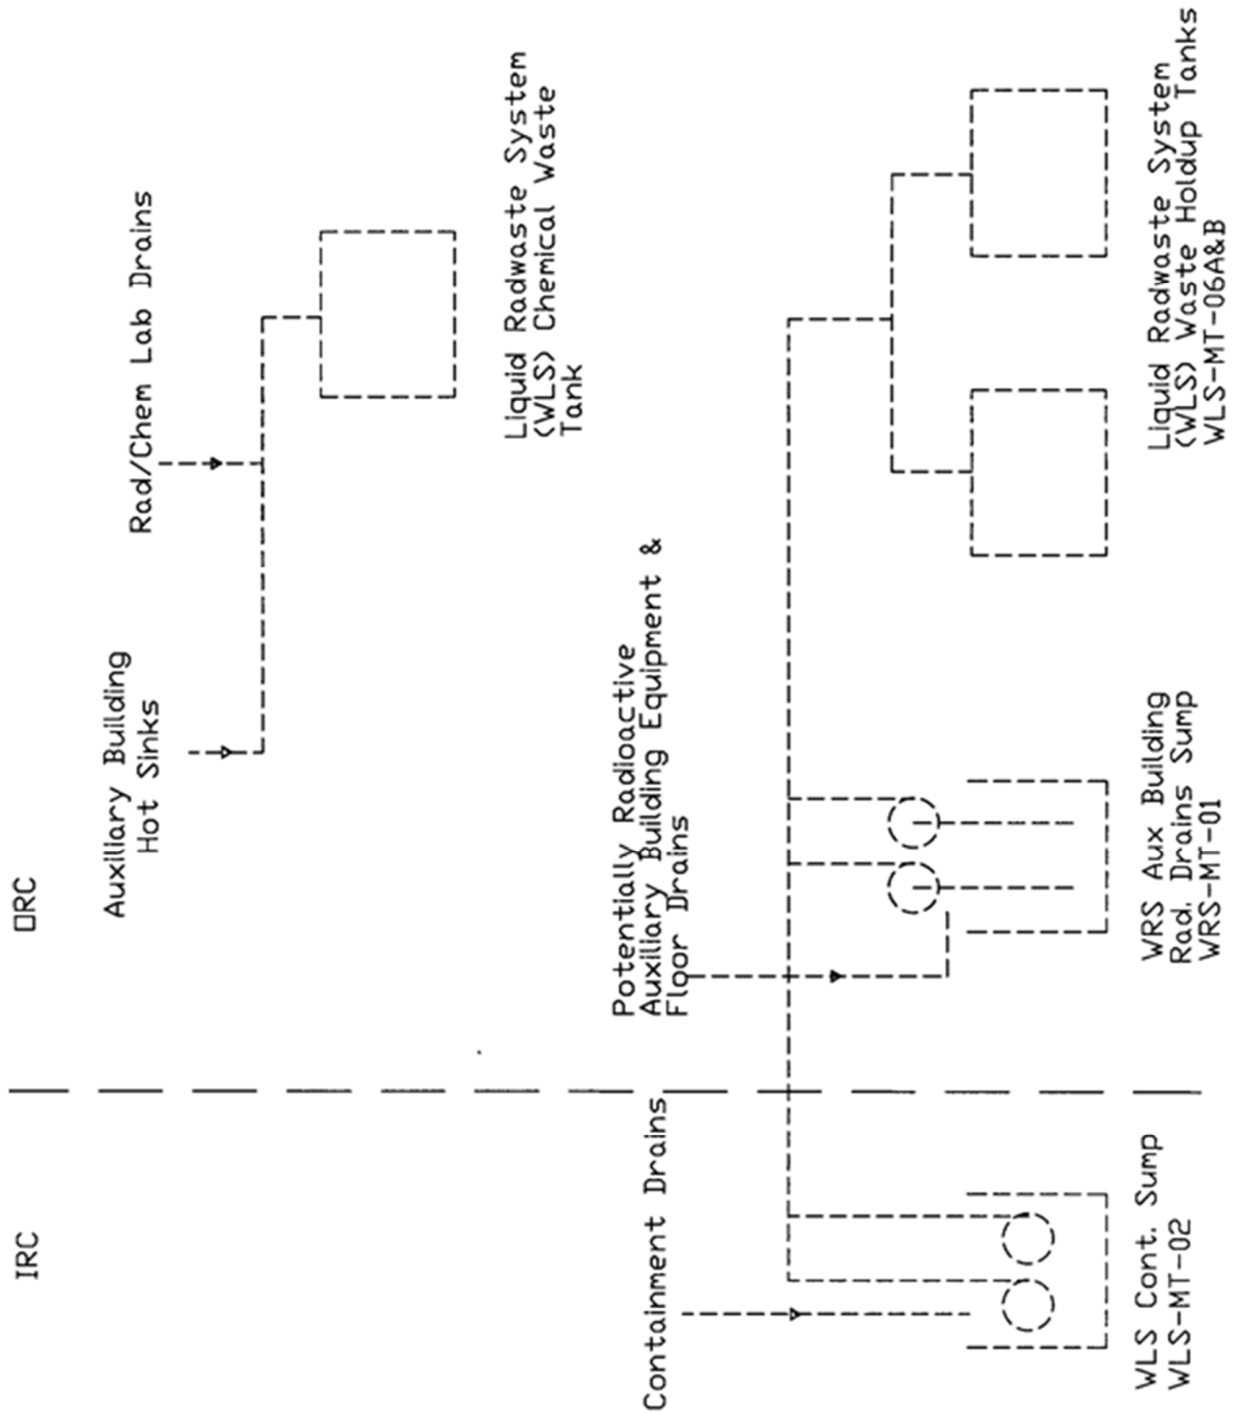 IRC
ORC
Auxiliary Building
Hot Sinks
Rad/Chem Lab Drains
Liquid Radwaste System
(WLS) Chemical Waste
Tank
Containment Drains
Potentially Radioactive
Auxiliary Building Equipment &
Floor Drains
WLS Cont. Sump
WLS-MT-02
WRS Aux Building
Rad. Drains Sump
WRS-MT-01
Liquid Radwaste System
(WLS) Waste Holdup Tanks
WLS-MT-06A&B